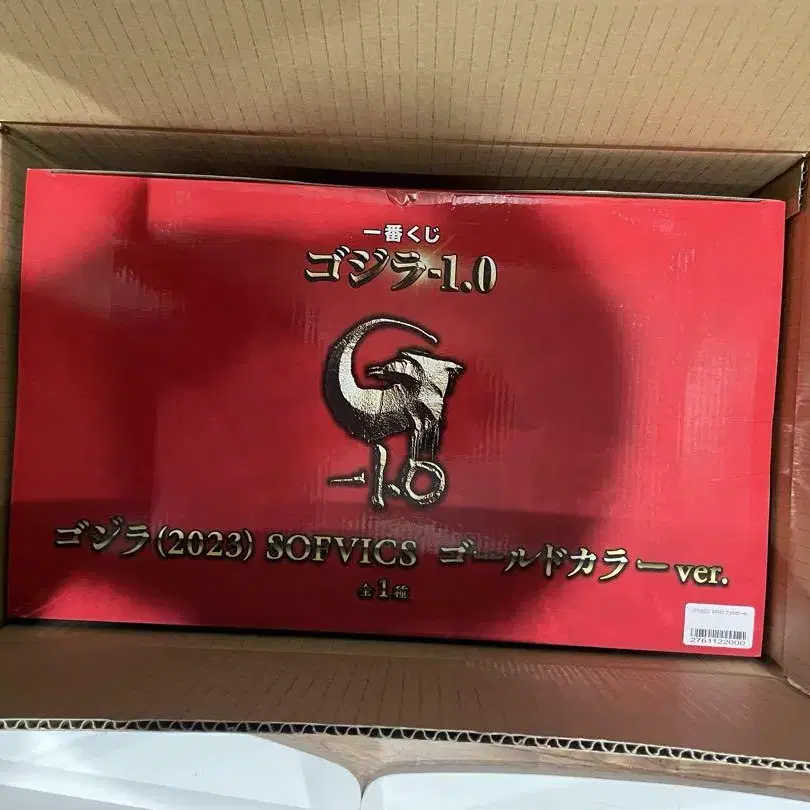 一番くじ
ゴジラ-1.0
-1.0
ゴジラ(2023) SOFVICS ゴールドカラーver.
全1種
2761122000